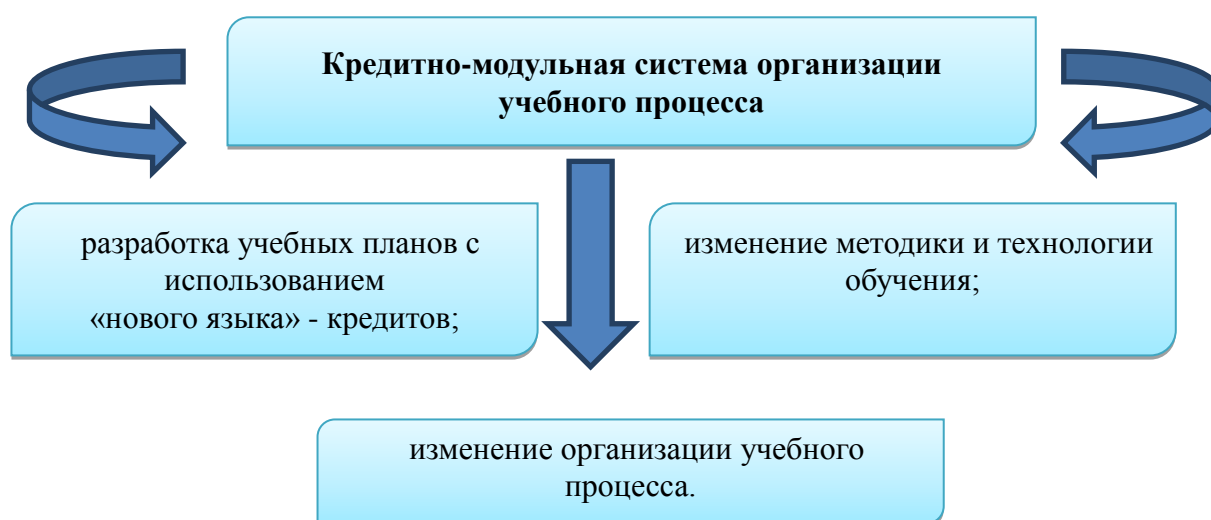 Кредитно-модульная система организации
учебного процесса
разработка учебных планов с
использованием
«нового языка» - кредитов;
изменение методики и технологии
обучения;
изменение организации учебного
процесса.